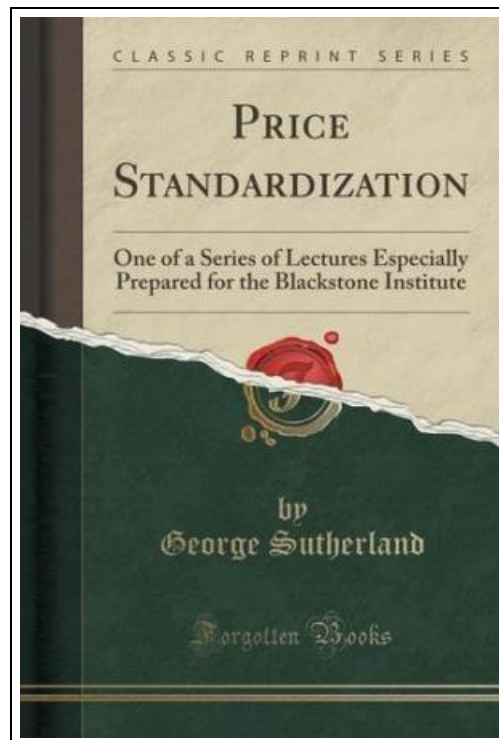 CLASSIC REPRINT SERIES
PRICE
STANDARDIZATION
One of a Series of Lectures Especially
Prepared for the Blackstone Institute
by
George Sutherland
Forgotten Books